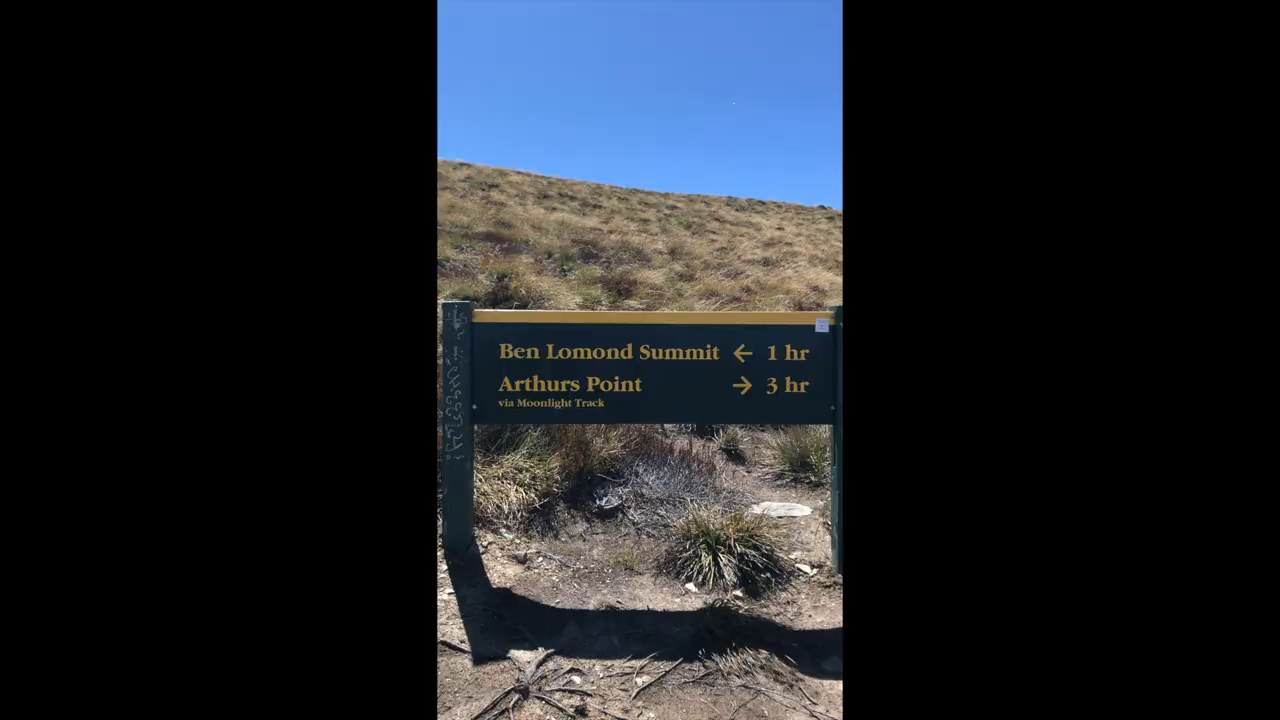 Ben Lomond Summit ← 1 hr
Arthurs Point → 3 hr
via Moonlight Track